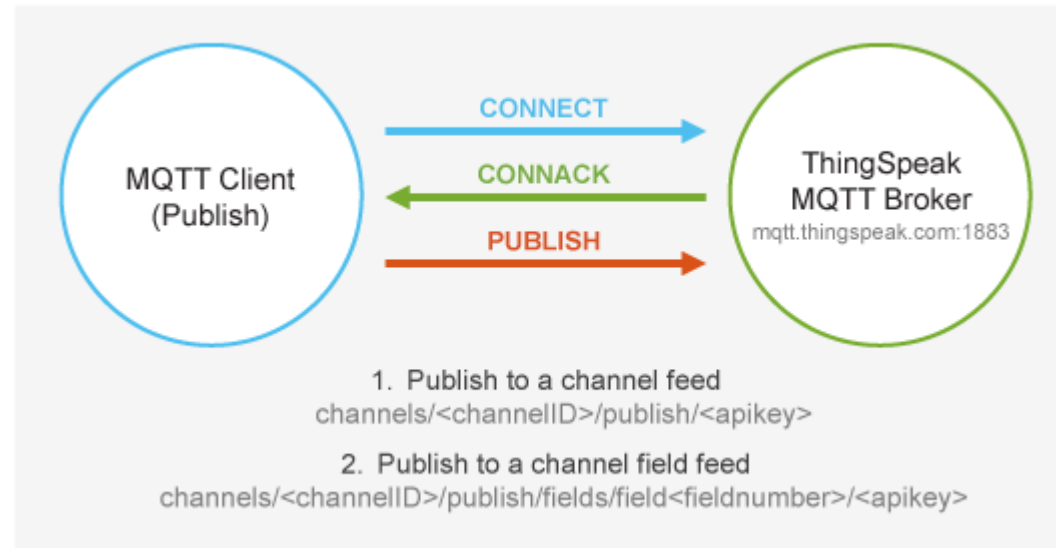 CONNECT
MQTT Client
(Publish)
CONNACK
ThingSpeak
MQTT Broker
mqtt.thingspeak.com:1883
PUBLISH
1. Publish to a channel feed
channels/<channelID>/publish/<apikey>
2. Publish to a channel field feed
channels/<channelID>/publish/fields/field<fieldnumber>/<apikey>